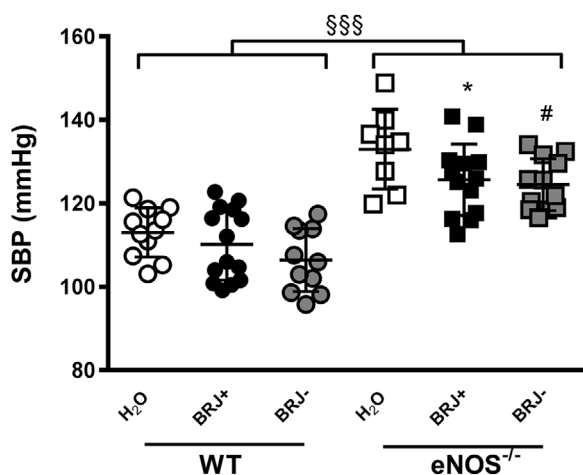 §§§
160
140
120
100
80
SBP (mmHg)
*
#
H2O
BRJ+
BRJ-
H2O
BRJ+
BRJ-
WT
eNOS-/-